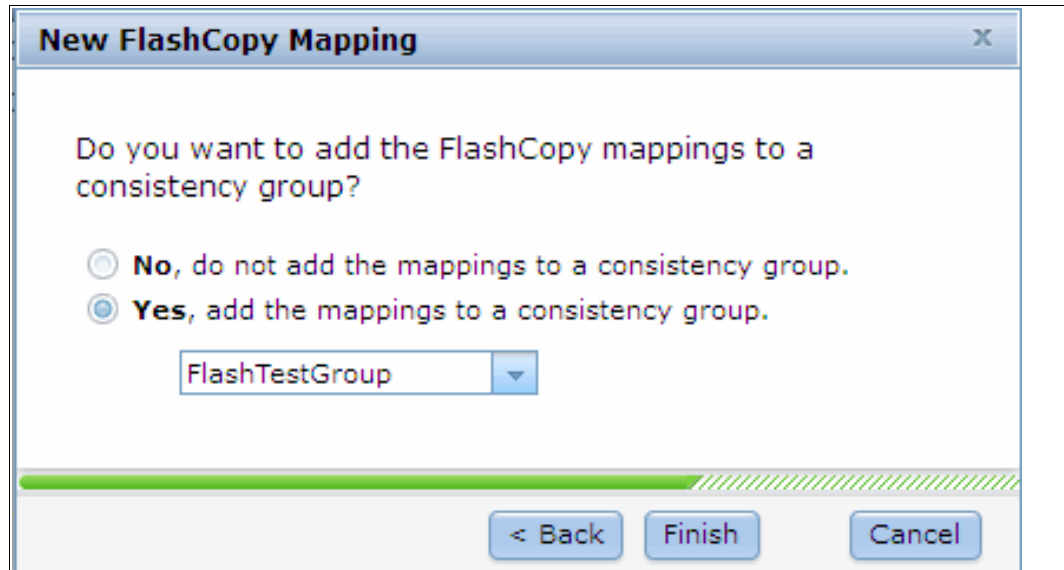 New FlashCopy Mapping
x
Do you want to add the FlashCopy mappings to a
consistency group?
No, do not add the mappings to a consistency group.
Yes, add the mappings to a consistency group.
FlashTestGroup
< Back
Finish
Cancel